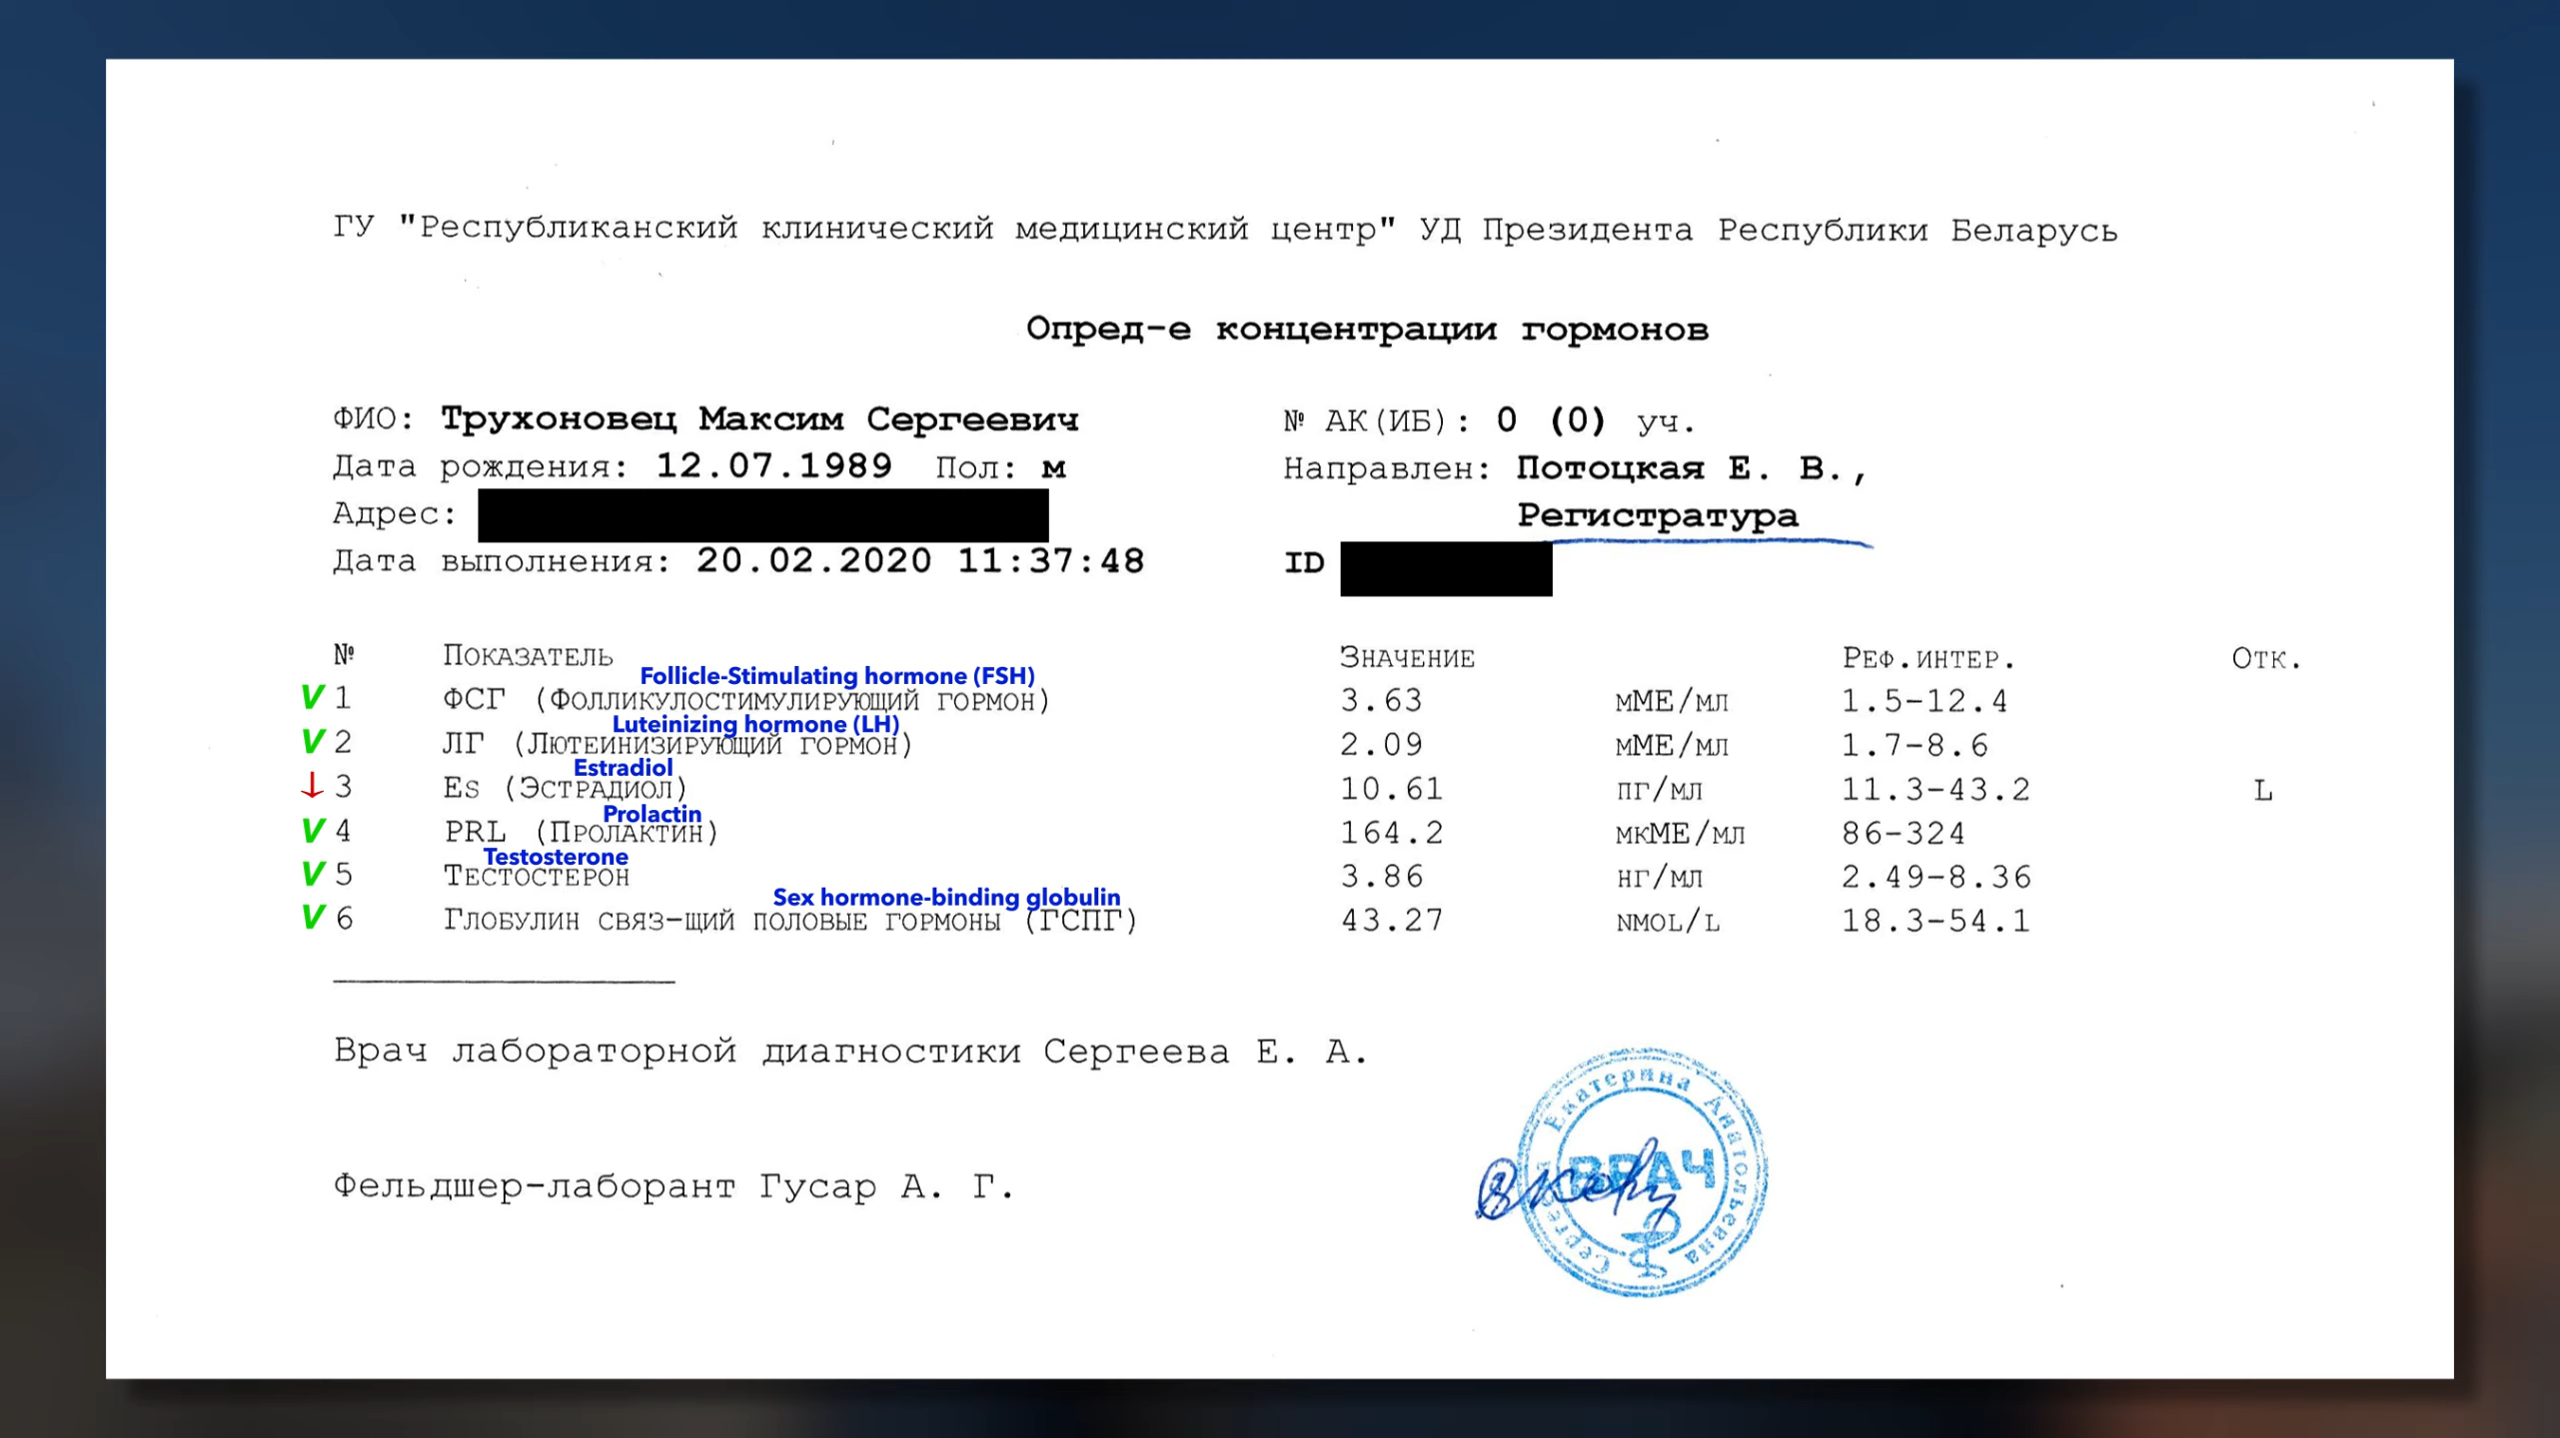 ГУ "Республиканский клинический медицинский центр" УД Президента Республики Беларусь
Опред-е концентрации гормонов
ФИО: Трухоновец Максим Сергеевич № АК(ИБ): 0 (0) уч.
Дата рождения: 12.07.1989 Пол: м Направлен: Потоцкая Е. В.,
Адрес: Регистратура
Дата выполнения: 20.02.2020 11:37:48 ID
№ Показатель Значение Реф.интер. Отк.
Follicle-Stimulating hormone (FSH)
V 1 ФСГ (Фолликулостимулирующий гормон) 3.63 мМЕ/мл 1.5-12.4
Luteinizing hormone (LH)
V 2 ЛГ (Лютеинизирующий гормон) 2.09 мМЕ/мл 1.7-8.6
Estradiol
↓ 3 Es (Эстрадиол) 10.61 пг/мл 11.3-43.2 L
Prolactin
V 4 PRL (Пролактин) 164.2 мкМЕ/мл 86-324
Testosterone
V 5 Тестостерон 3.86 нг/мл 2.49-8.36
Sex hormone-binding globulin
V 6 Глобулин связ-щий половые гормоны (ГСПГ) 43.27 nmol/l 18.3-54.1
Врач лабораторной диагностики Сергеева Е. А.
Екатерина Анатольевна
ВРАЧ
Фельдшер-лаборант Гусар А. Г.